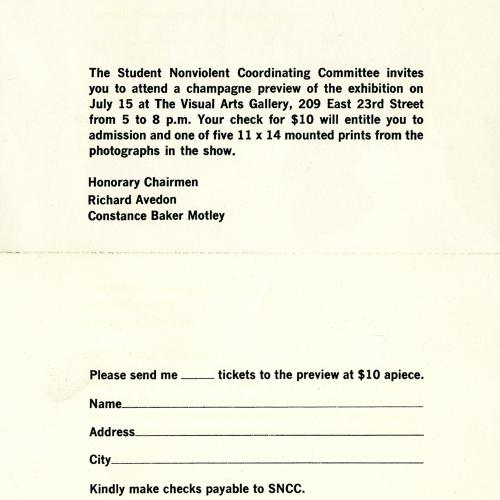 The Student Nonviolent Coordinating Committee invites
you to attend a champagne preview of the exhibition on
July 15 at The Visual Arts Gallery, 209 East 23rd Street
from 5 to 8 p.m. Your check for $10 will entitle you to
admission and one of five 11 x 14 mounted prints from the
photographs in the show.
Honorary Chairmen
Richard Avedon
Constance Baker Motley
Please send me _____ tickets to the preview at $10 apiece.
Name
Address
City
Kindly make checks payable to SNCC.